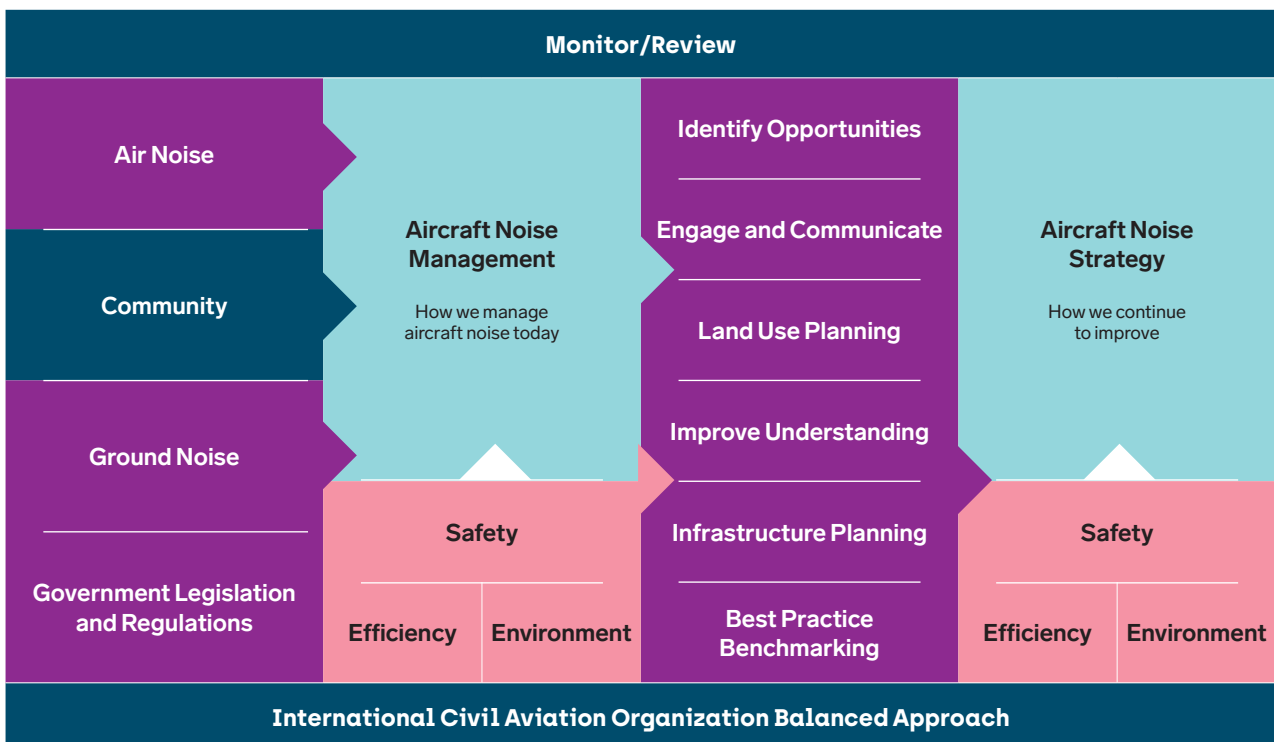 Monitor/Review
Air Noise
Community
Ground Noise
Government Legislation
and Regulations
Aircraft Noise
Management
How we manage
aircraft noise today
Safety
Efficiency
Environment
Identify Opportunities
Engage and Communicate
Land Use Planning
Improve Understanding
Infrastructure Planning
Best Practice
Benchmarking
Aircraft Noise
Strategy
How we continue
to improve
Safety
Efficiency
Environment
International Civil Aviation Organization Balanced Approach